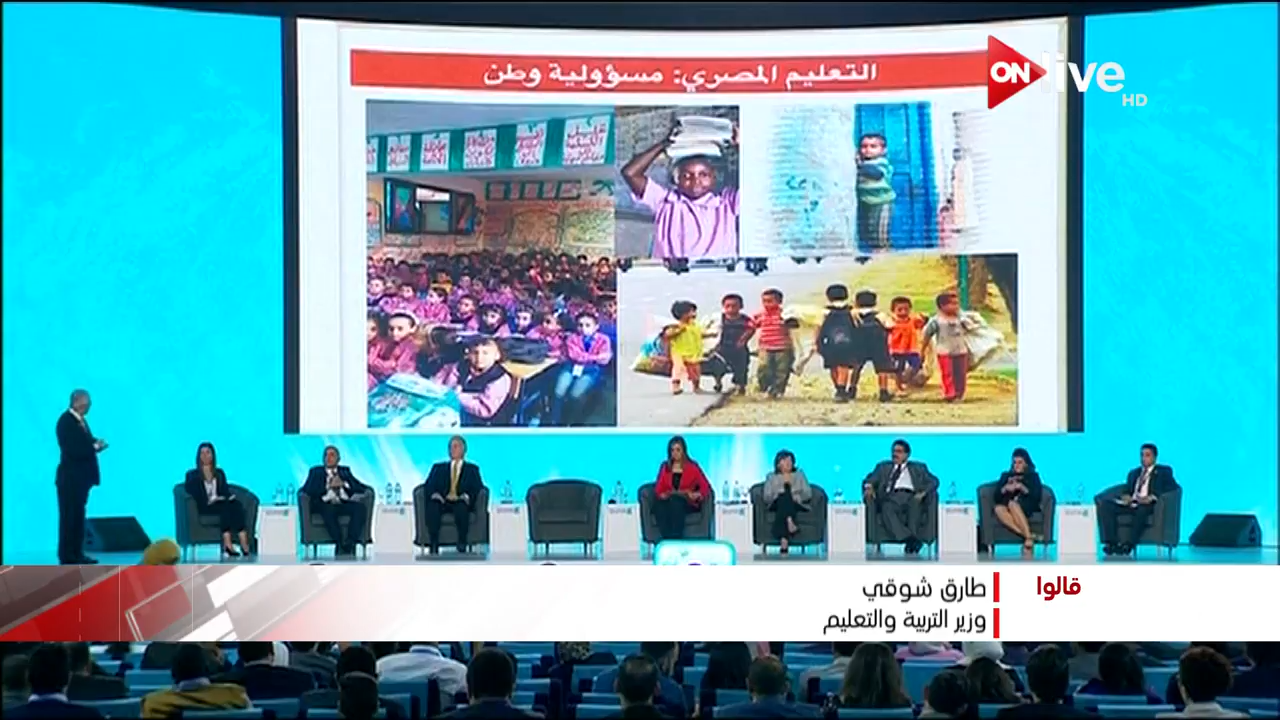 التعليم المصري: مسؤولية وطن
ON live
HD
قالوا
طارق شوقي
وزير التربية والتعليم